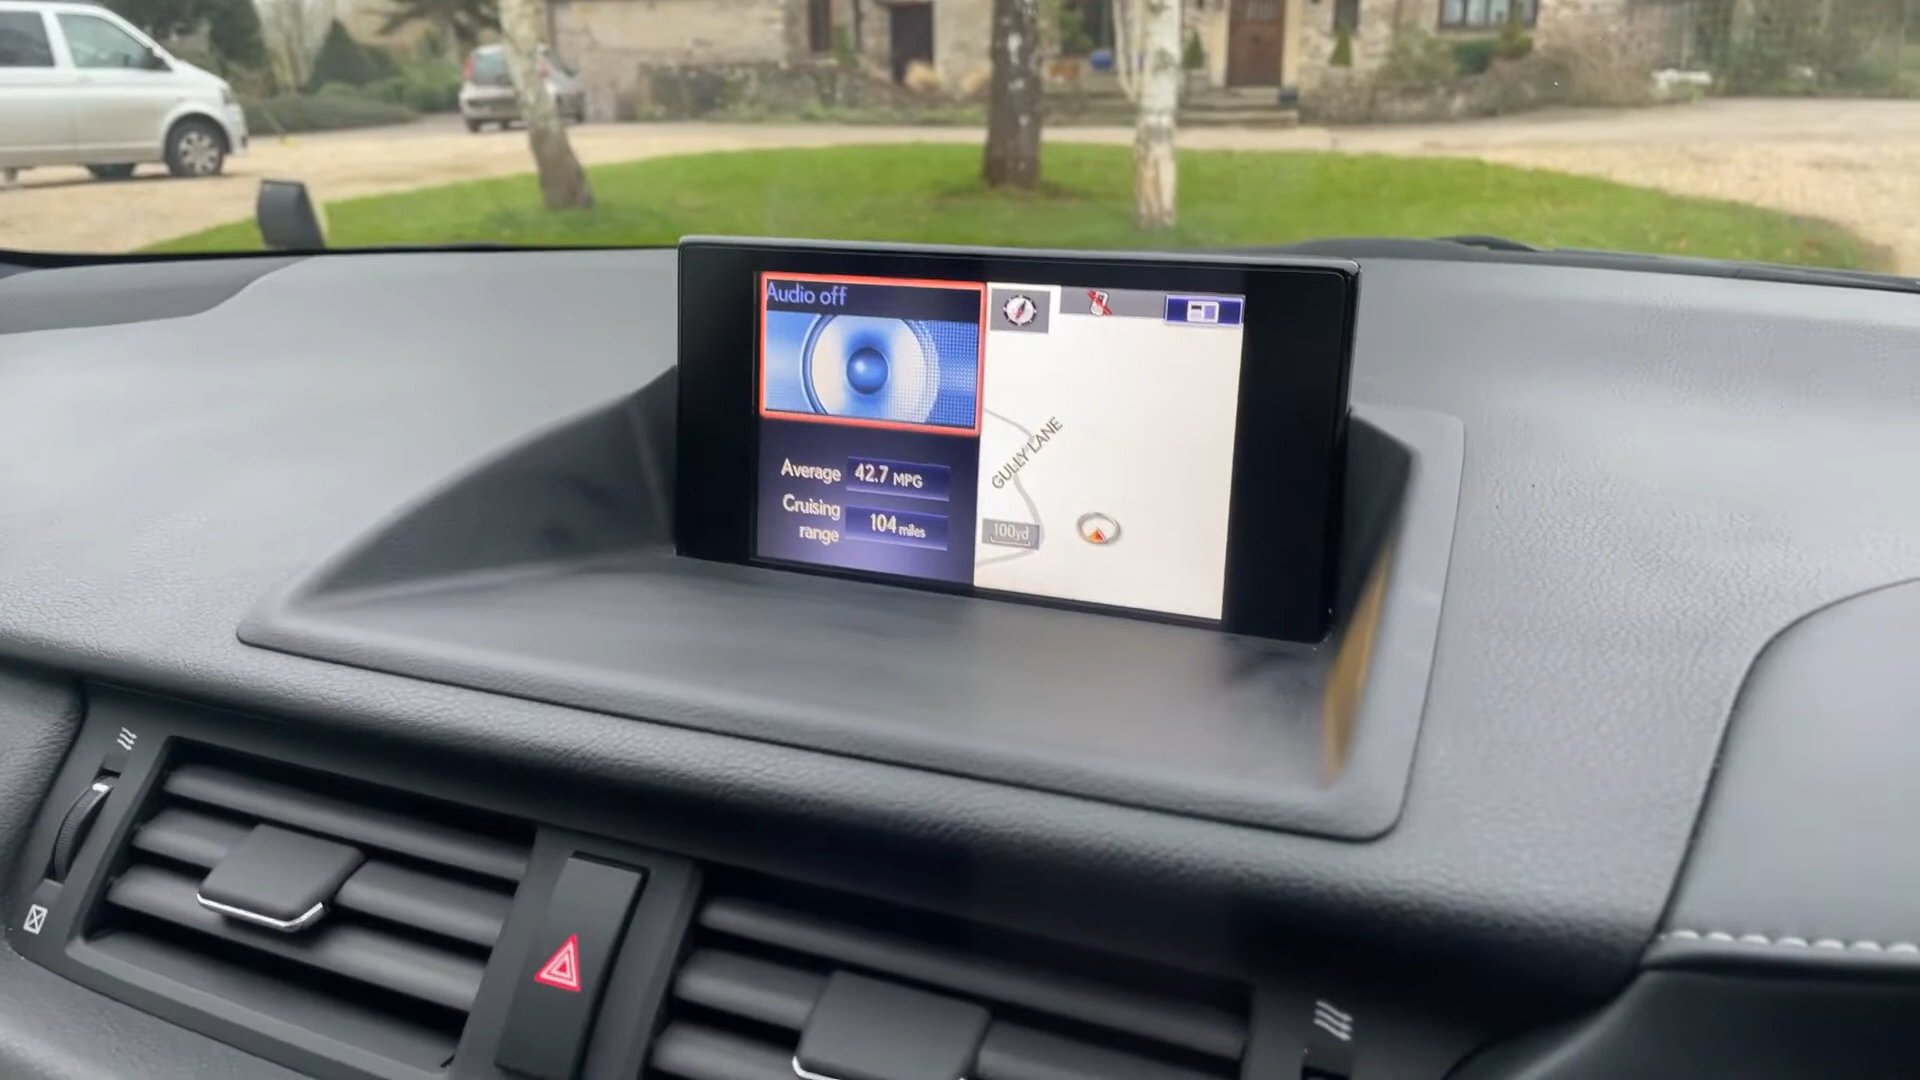 Audio off
Average 42.7 MPG
Cruising range 104 miles
GULLY LANE
100yd